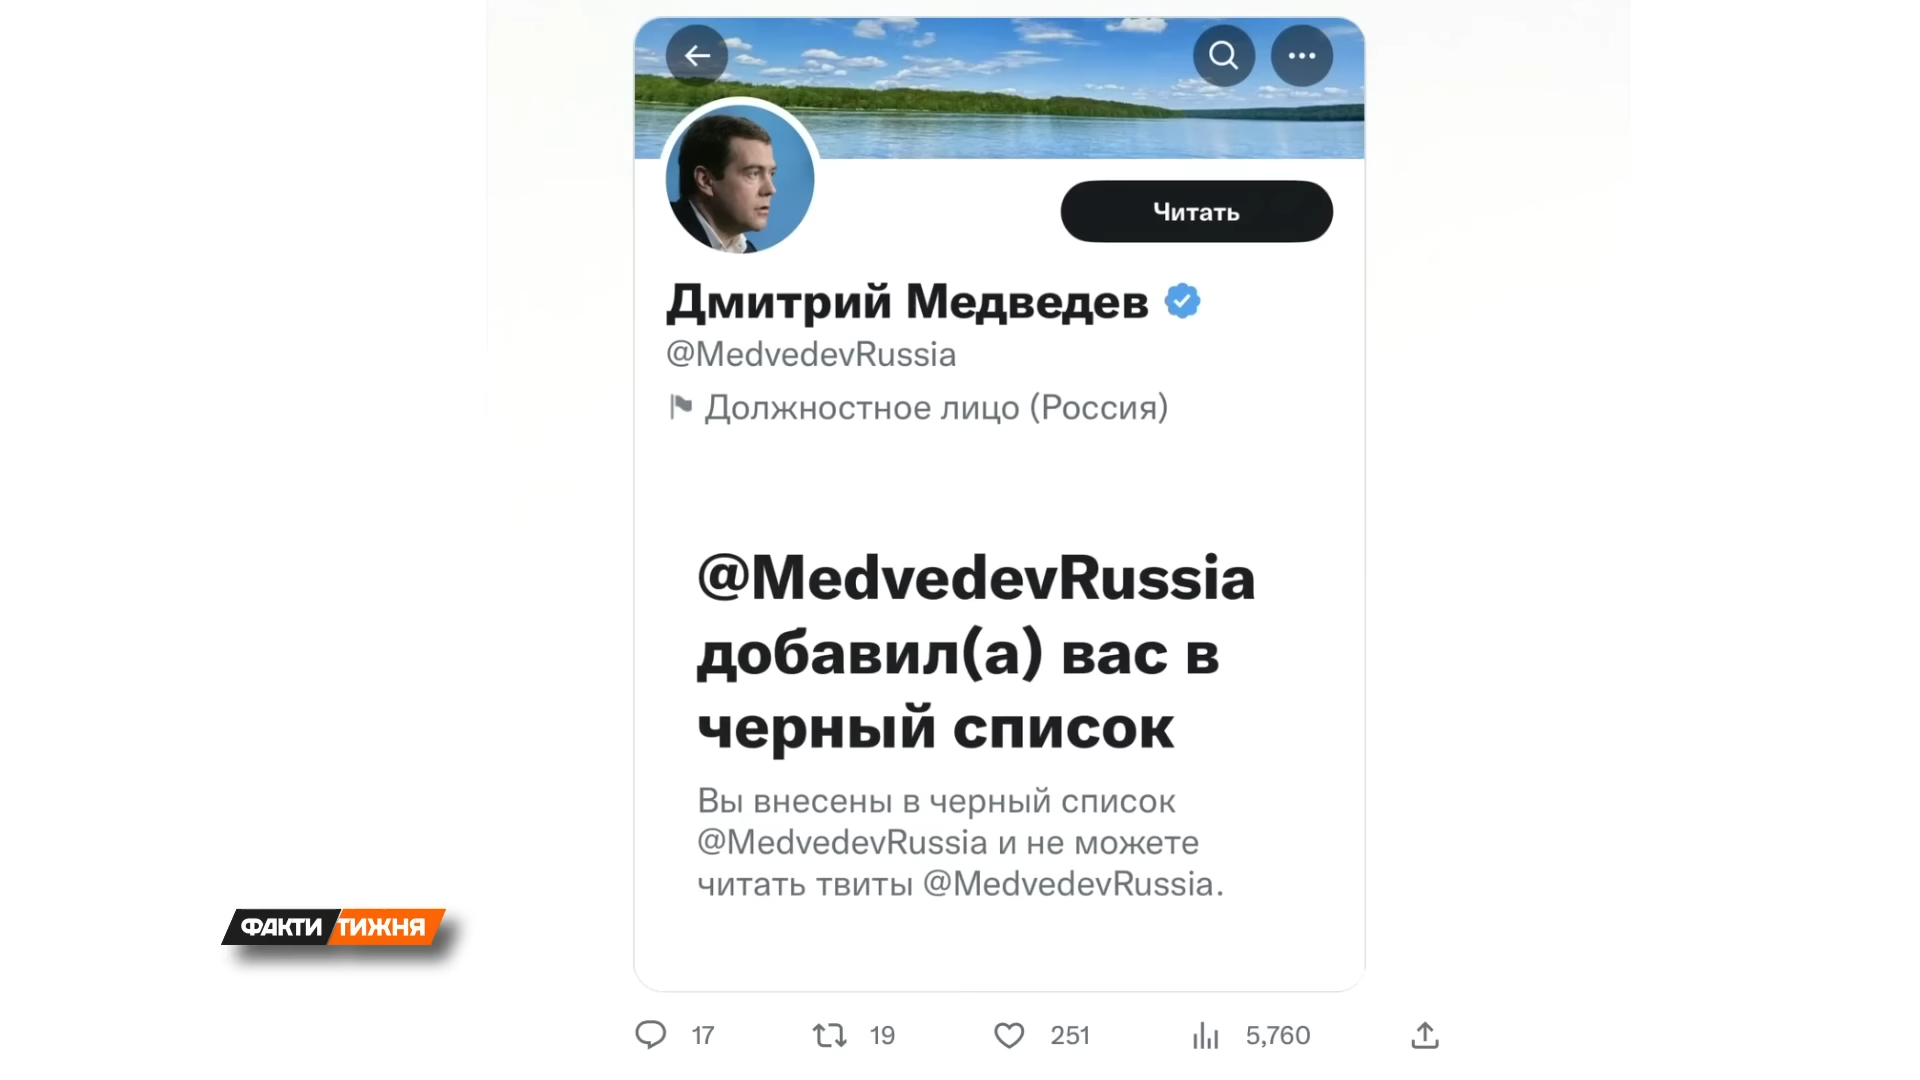 Читать
Дмитрий Медведев
@MedvedevRussia
Должностное лицо (Россия)
@MedvedevRussia
добавил(а) вас в
черный список
Вы внесены в черный список
@MedvedevRussia и не можете
читать твиты @MedvedevRussia.
ФАКТИ ТИЖНЯ
17 19 251 5,760